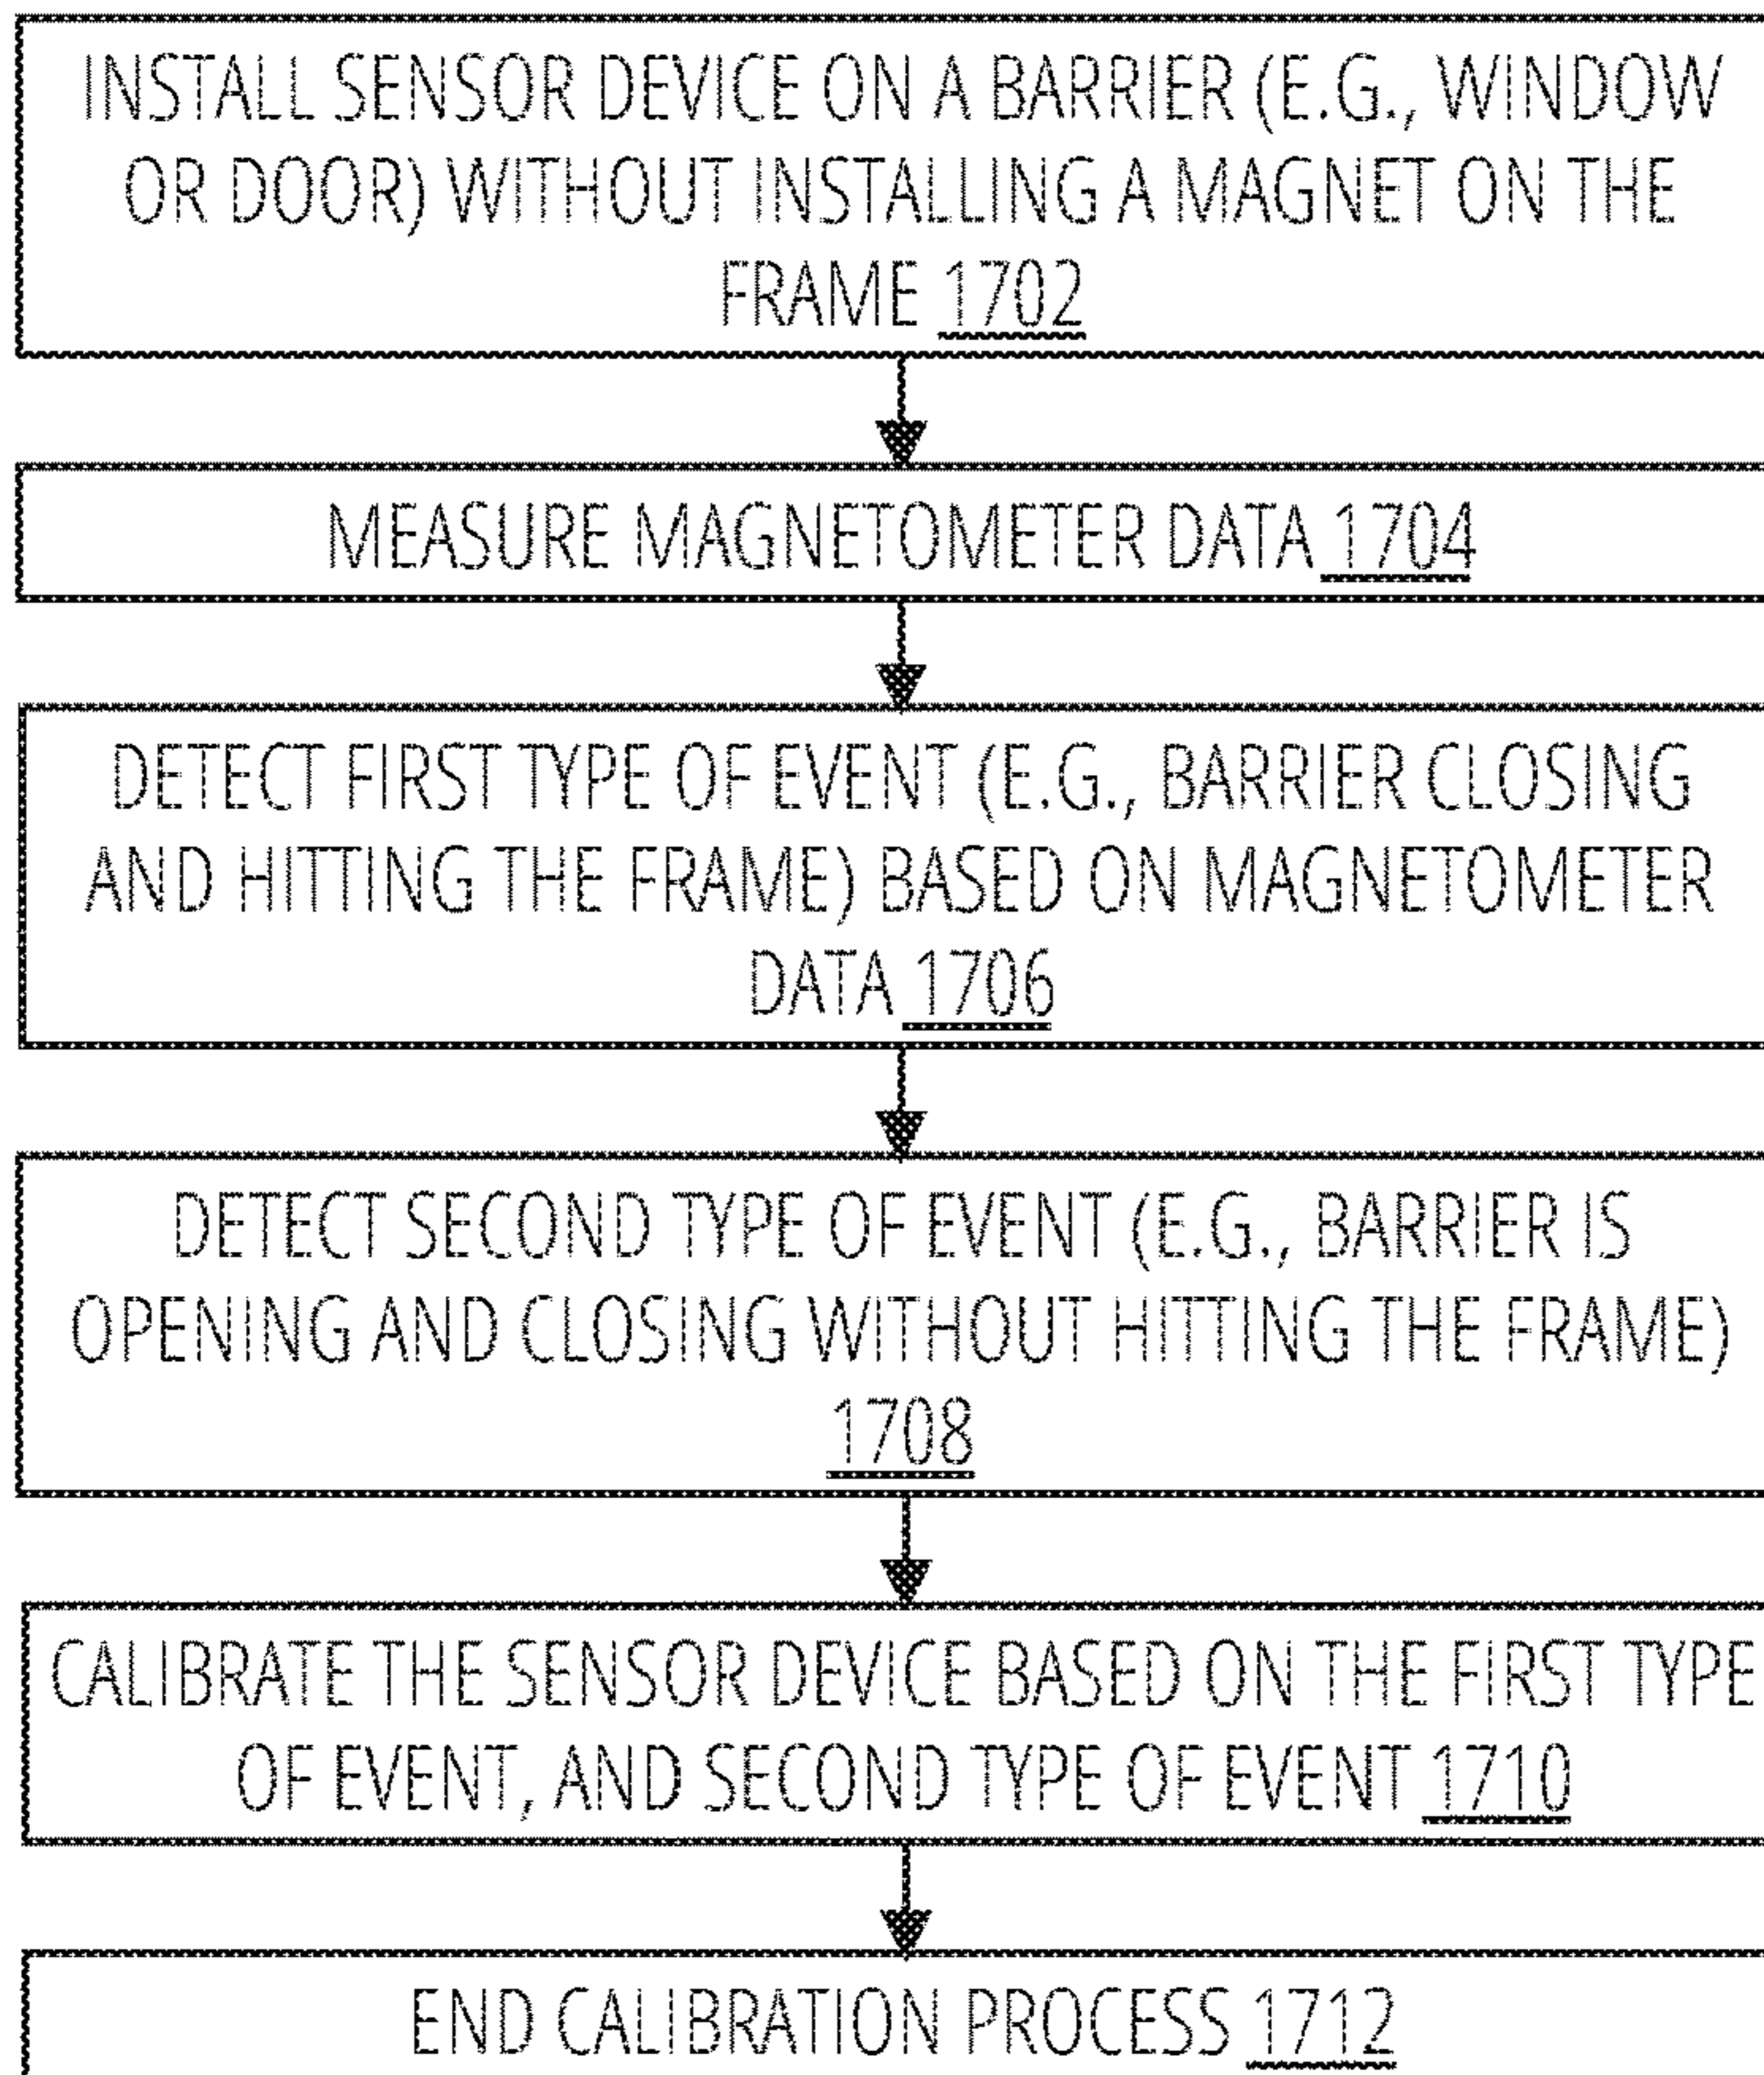 INSTALL SENSOR DEVICE ON A BARRIER (E.G., WINDOW
OR DOOR) WITHOUT INSTALLING A MAGNET ON THE
FRAME 1702
MEASURE MAGNETOMETER DATA 1704
DETECT FIRST TYPE OF EVENT (E.G., BARRIER CLOSING
AND HITTING THE FRAME) BASED ON MAGNETOMETER
DATA 1706
DETECT SECOND TYPE OF EVENT (E.G., BARRIER IS
OPENING AND CLOSING WITHOUT HITTING THE FRAME)
1708
CALIBRATE THE SENSOR DEVICE BASED ON THE FIRST TYPE
OF EVENT, AND SECOND TYPE OF EVENT 1710
END CALIBRATION PROCESS 1712